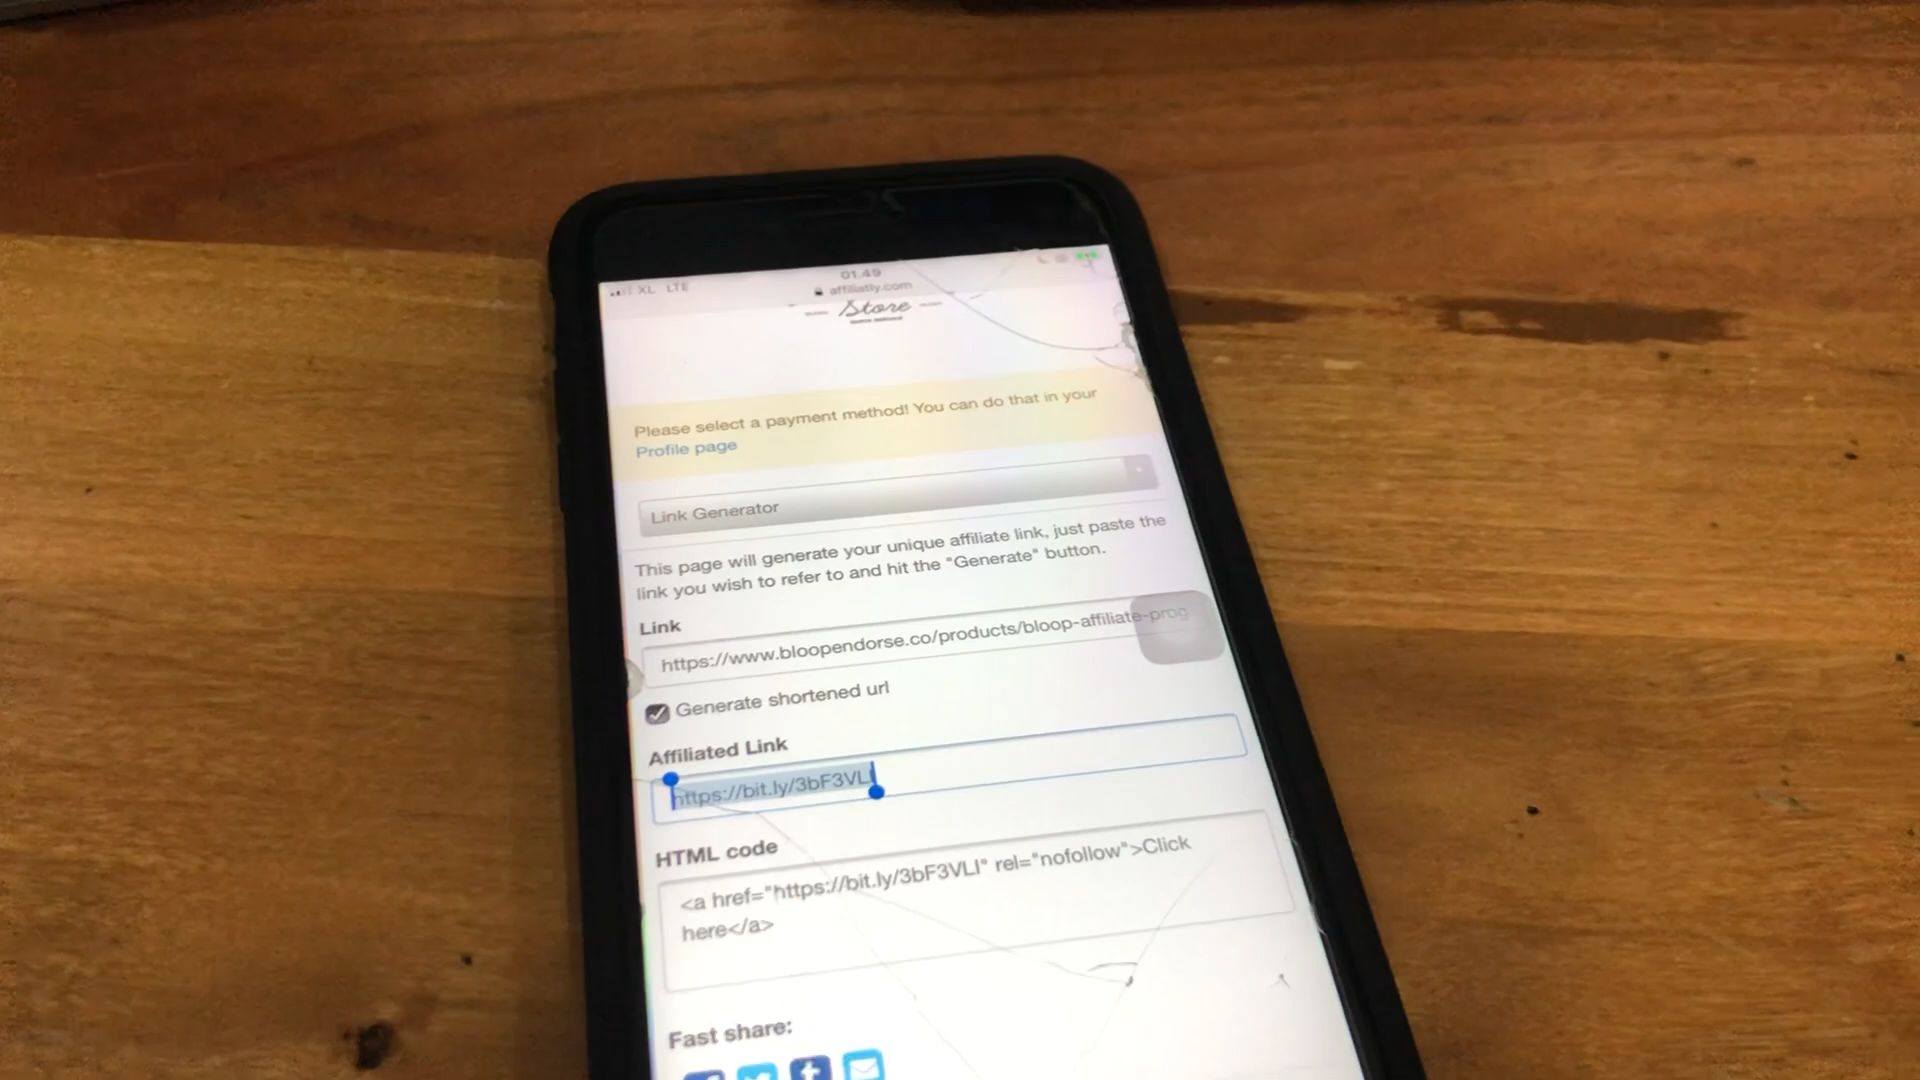 XL LTE
01.49
affiliatly.com
Store
Please select a payment method! You can do that in your
Profile page
Link Generator
This page will generate your unique affiliate link, just paste the
link you wish to refer to and hit the "Generate" button.
Link
https://www.bloopendorse.co/products/bloop-affiliate-prog
Generate shortened url
Affiliated Link
https://bit.ly/3bF3VLI
HTML code
<a href="https://bit.ly/3bF3VLI" rel="nofollow">Click
here</a>
Fast share: